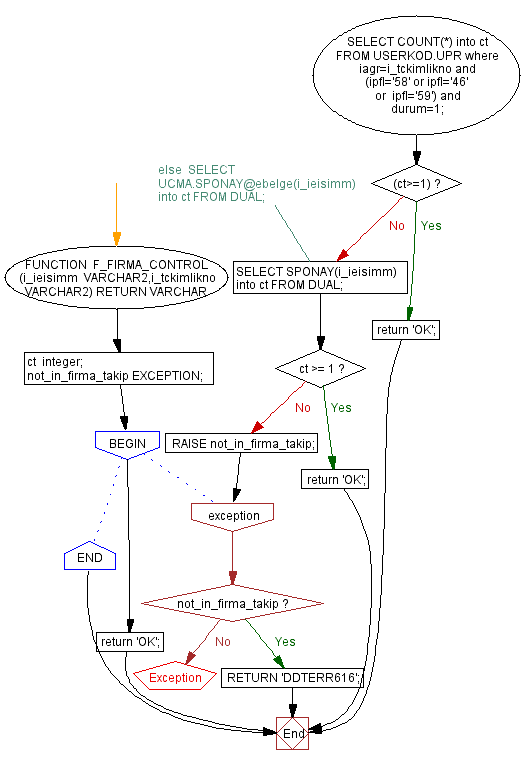 SELECT COUNT(*) into ct
FROM USERKOD.UPR where
iagr=i_tckimlikno and
(ipfl='58' or ipfl='46'
or ipfl='59') and
durum=1;
else SELECT
UCMA.SPONAY@ebelge(i_ieisimm)
into ct FROM DUAL;
(ct>=1) ?
No
Yes
FUNCTION F_FIRMA_CONTROL
(i_ieisimm VARCHAR2,i_tckimlikno
VARCHAR2) RETURN VARCHAR
SELECT SPONAY(i_ieisimm)
into ct FROM DUAL;
return 'OK';
ct integer;
not_in_firma_takip EXCEPTION;
ct >= 1 ?
No
Yes
BEGIN
RAISE not_in_firma_takip;
return 'OK';
exception
END
not_in_firma_takip ?
No
Yes
return 'OK';
Exception
RETURN 'DDTERR616';
End